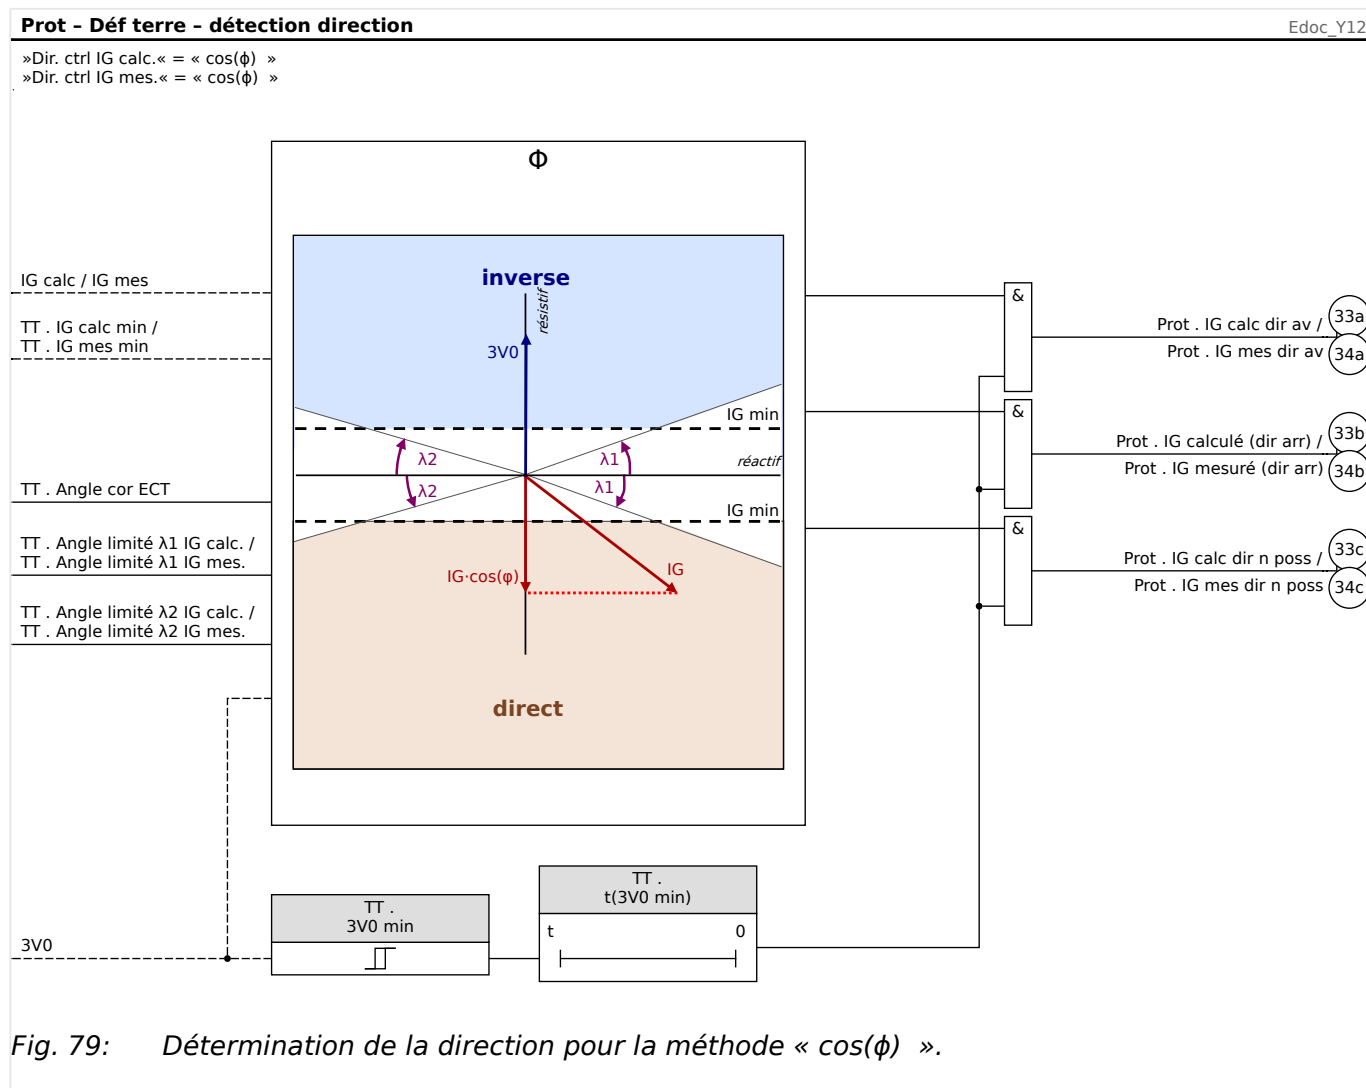 Prot – Déf terre – détection direction
Edoc_Y12
»Dir. ctrl IG calc.« = « cos(ϕ)  »
»Dir. ctrl IG mes.« = « cos(ϕ)  »
Φ
IG calc / IG mes
TT . IG calc min /
TT . IG mes min
TT . Angle cor ECT
TT . Angle limité λ1 IG calc. /
TT . Angle limité λ1 IG mes.
TT . Angle limité λ2 IG calc. /
TT . Angle limité λ2 IG mes.
3V0
inverse
résistif
3V0
IG min
λ2
λ1
réactif
λ2
λ1
IG min
IG·cos(φ)
IG
direct
&
Prot . IG calc dir av /
33a
Prot . IG mes dir av
34a
&
Prot . IG calculé (dir arr) /
33b
Prot . IG mesuré (dir arr)
34b
&
Prot . IG calc dir n poss /
33c
Prot . IG mes dir n poss
34c
TT .
3V0 min
TT .
t(3V0 min)
t
0
Fig. 79: Détermination de la direction pour la méthode « cos(ϕ)  ».